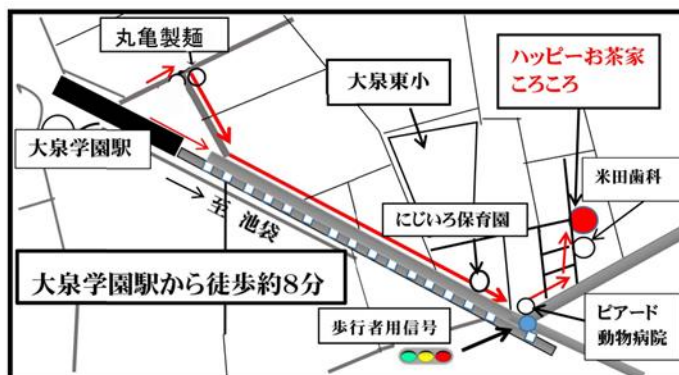 丸亀製麺
大泉東小
ハッピーお茶家
ころころ
大泉学園駅
米田歯科
にじいろ保育園
至 池袋
大泉学園駅から徒歩約8分
歩行者用信号
ピアード
動物病院